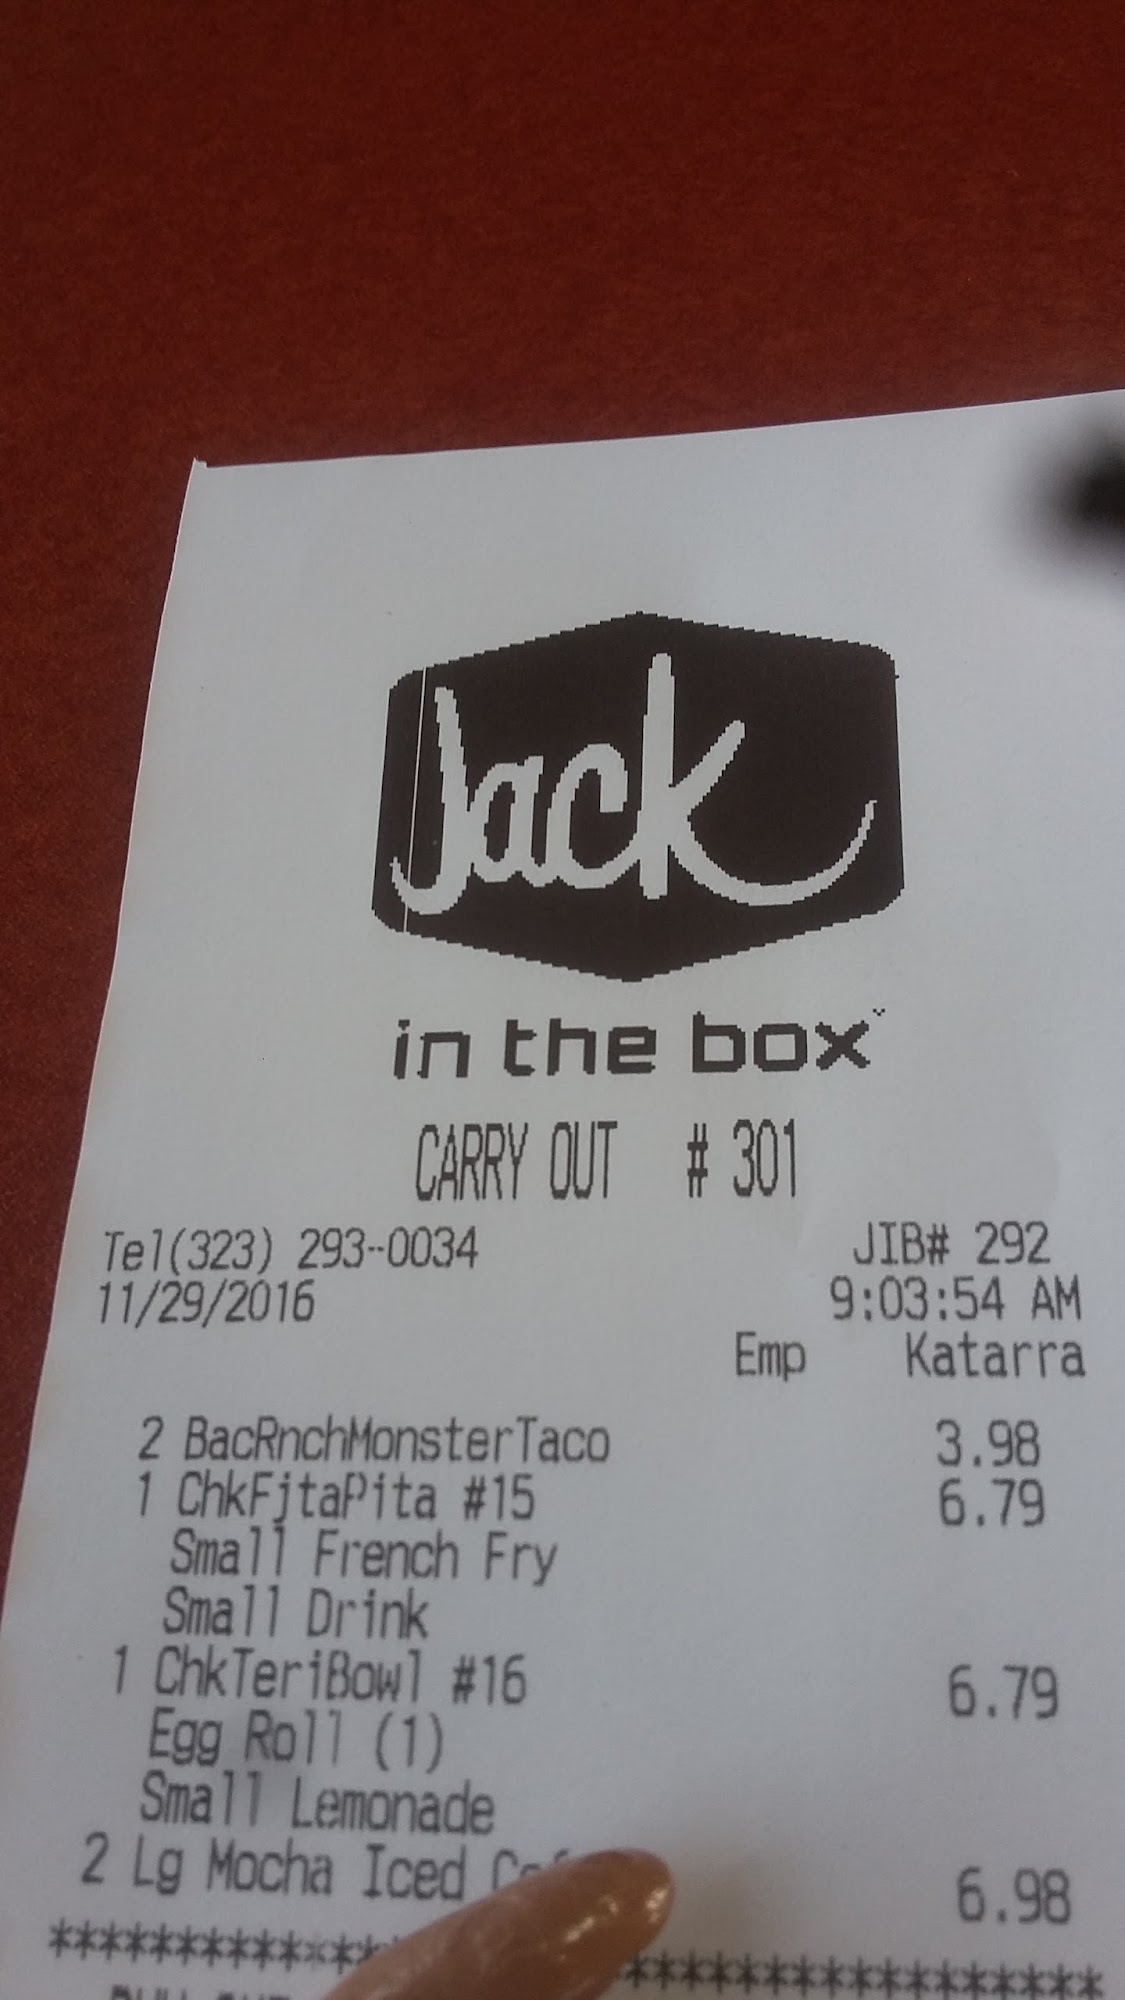 Jack
in the box
CARRY OUT # 301
Tel(323) 293-0034 JIB# 292
11/29/2016 9:03:54 AM
Emp Katarra
2 BacRnchMonsterTaco 3.98
1 ChkFjtaPita #15 6.79
Small French Fry
Small Drink
1 ChkTeriBowl #16 6.79
Egg Roll (1)
Small Lemonade
2 Lg Mocha Iced 6.98